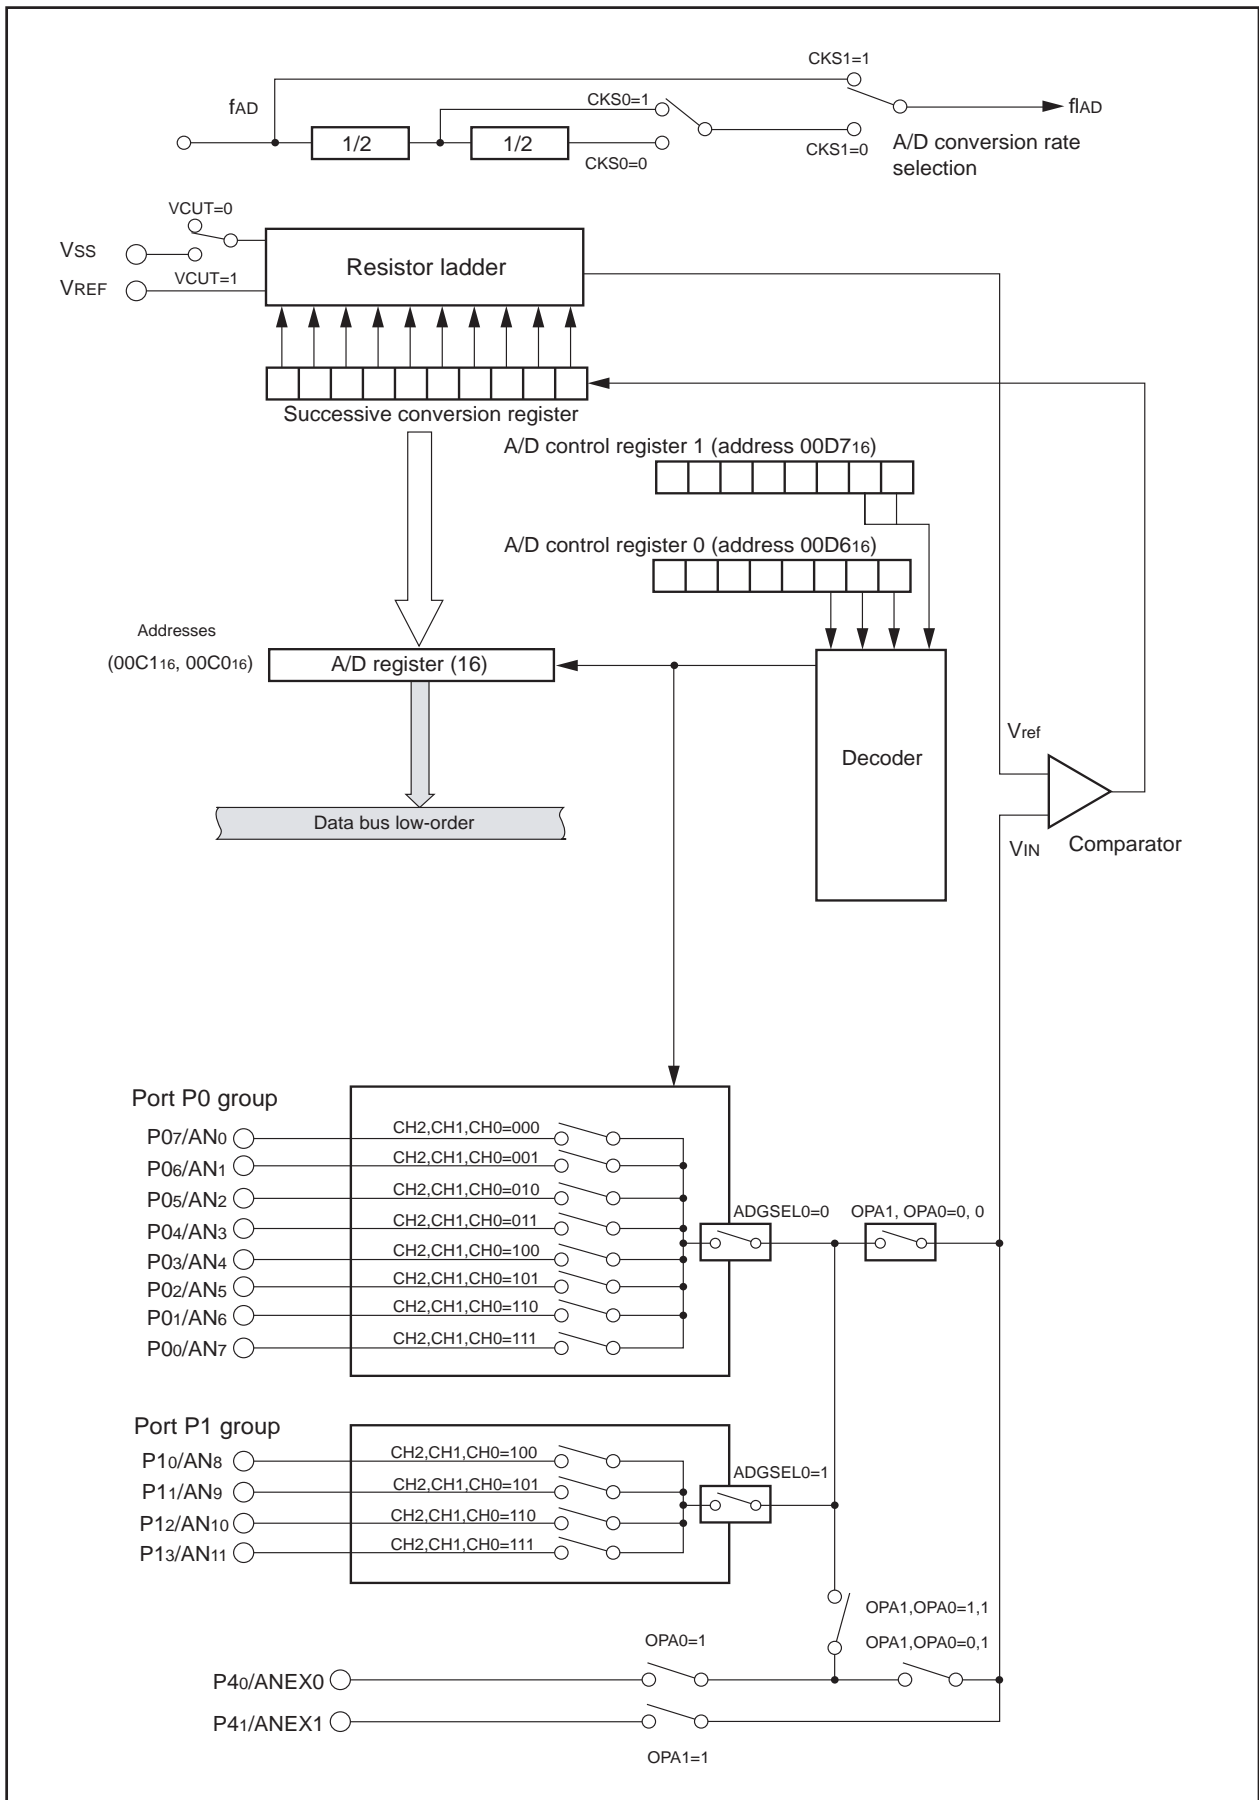 CKS1=1
fAD
CKS0=1
flAD
1/2
1/2
CKS0=0
CKS1=0
A/D conversion rate
selection
VCUT=0
VSS
Resistor ladder
VREF
VCUT=1
Successive conversion register
A/D control register 1 (address 00D716)
A/D control register 0 (address 00D616)
Addresses
(00C116, 00C016)
A/D register (16)
Decoder
Vref
Data bus low-order
VIN
Comparator
Port P0 group
P07/AN0
CH2,CH1,CH0=000
P06/AN1
CH2,CH1,CH0=001
P05/AN2
CH2,CH1,CH0=010
P04/AN3
CH2,CH1,CH0=011
P03/AN4
CH2,CH1,CH0=100
P02/AN5
CH2,CH1,CH0=101
P01/AN6
CH2,CH1,CH0=110
P00/AN7
CH2,CH1,CH0=111
ADGSEL0=0
OPA1, OPA0=0, 0
Port P1 group
P10/AN8
CH2,CH1,CH0=100
P11/AN9
CH2,CH1,CH0=101
P12/AN10
CH2,CH1,CH0=110
P13/AN11
CH2,CH1,CH0=111
ADGSEL0=1
OPA1,OPA0=1,1
OPA0=1
OPA1,OPA0=0,1
P40/ANEX0
P41/ANEX1
OPA1=1